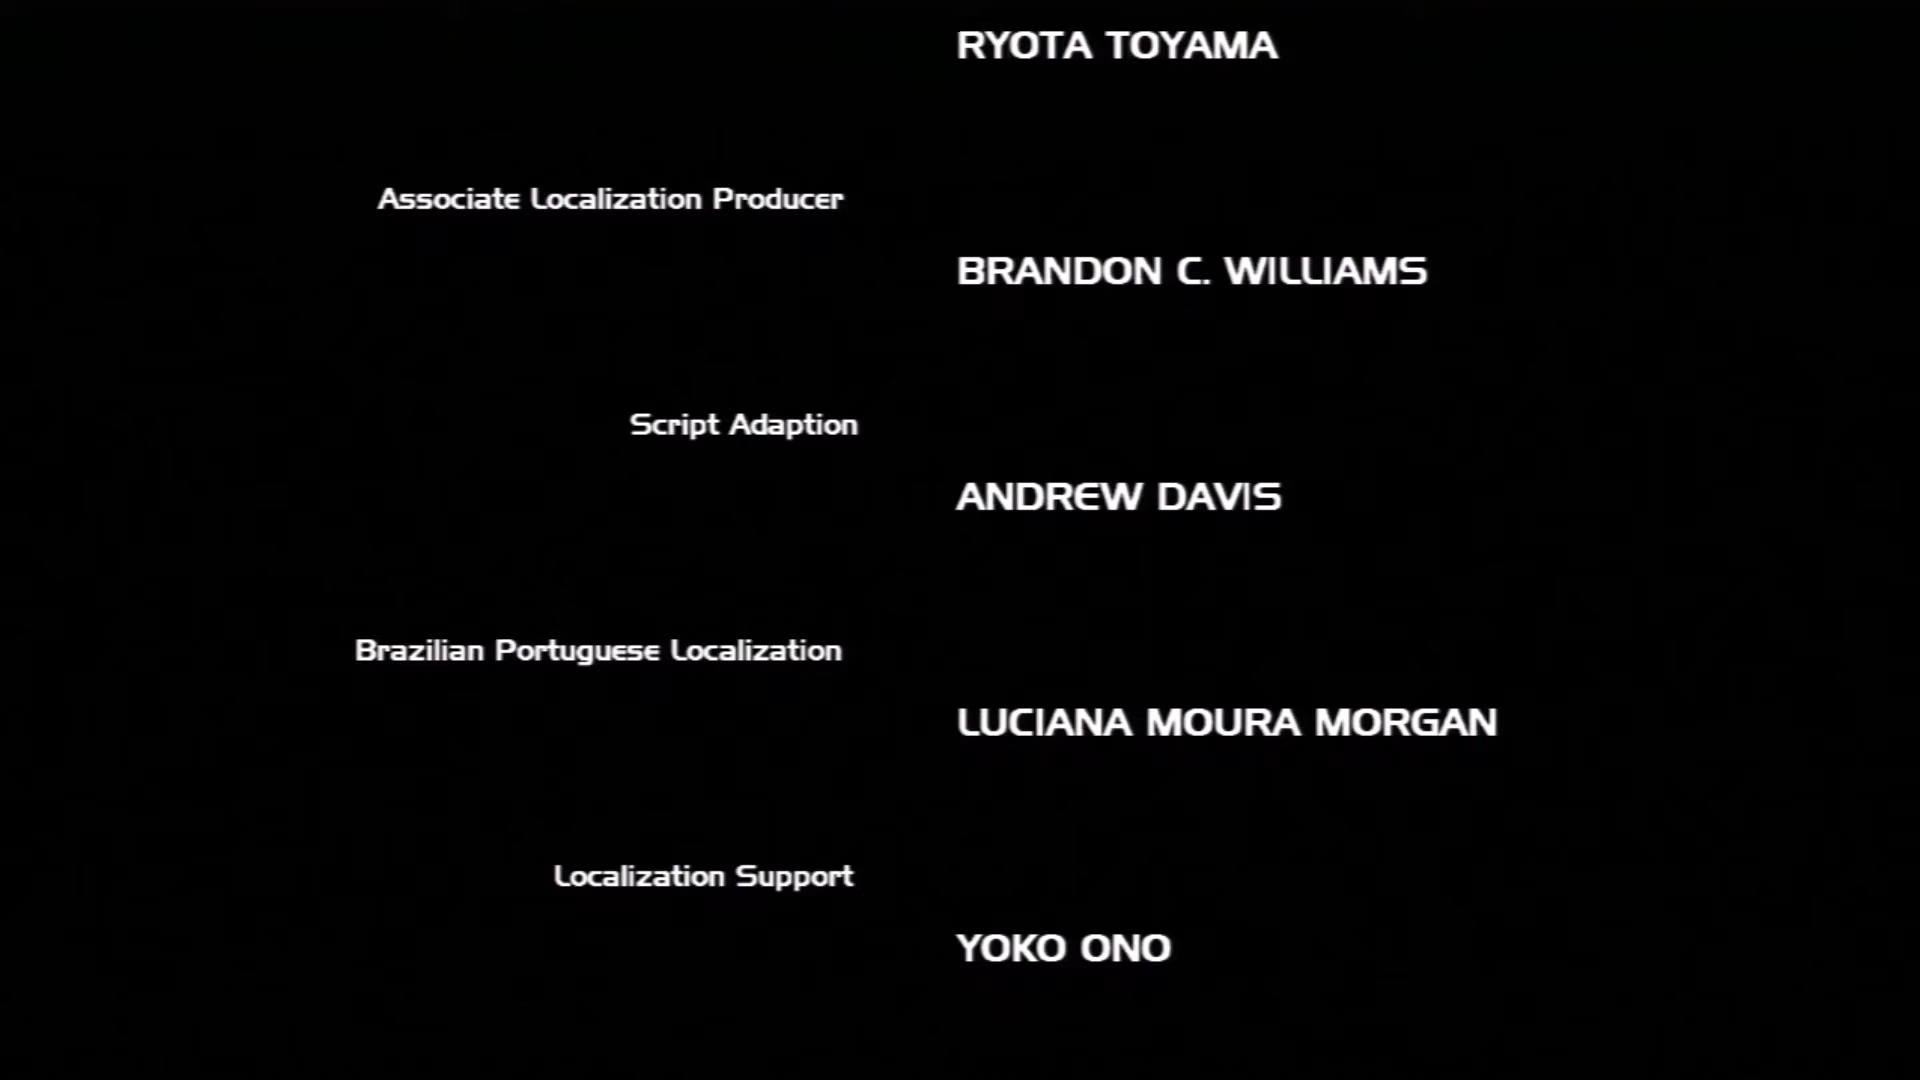 RYOTA TOYAMA
Associate Localization Producer
BRANDON C. WILLIAMS
Script Adaption
ANDREW DAVIS
Brazilian Portuguese Localization
LUCIANA MOURA MORGAN
Localization Support
YOKO ONO